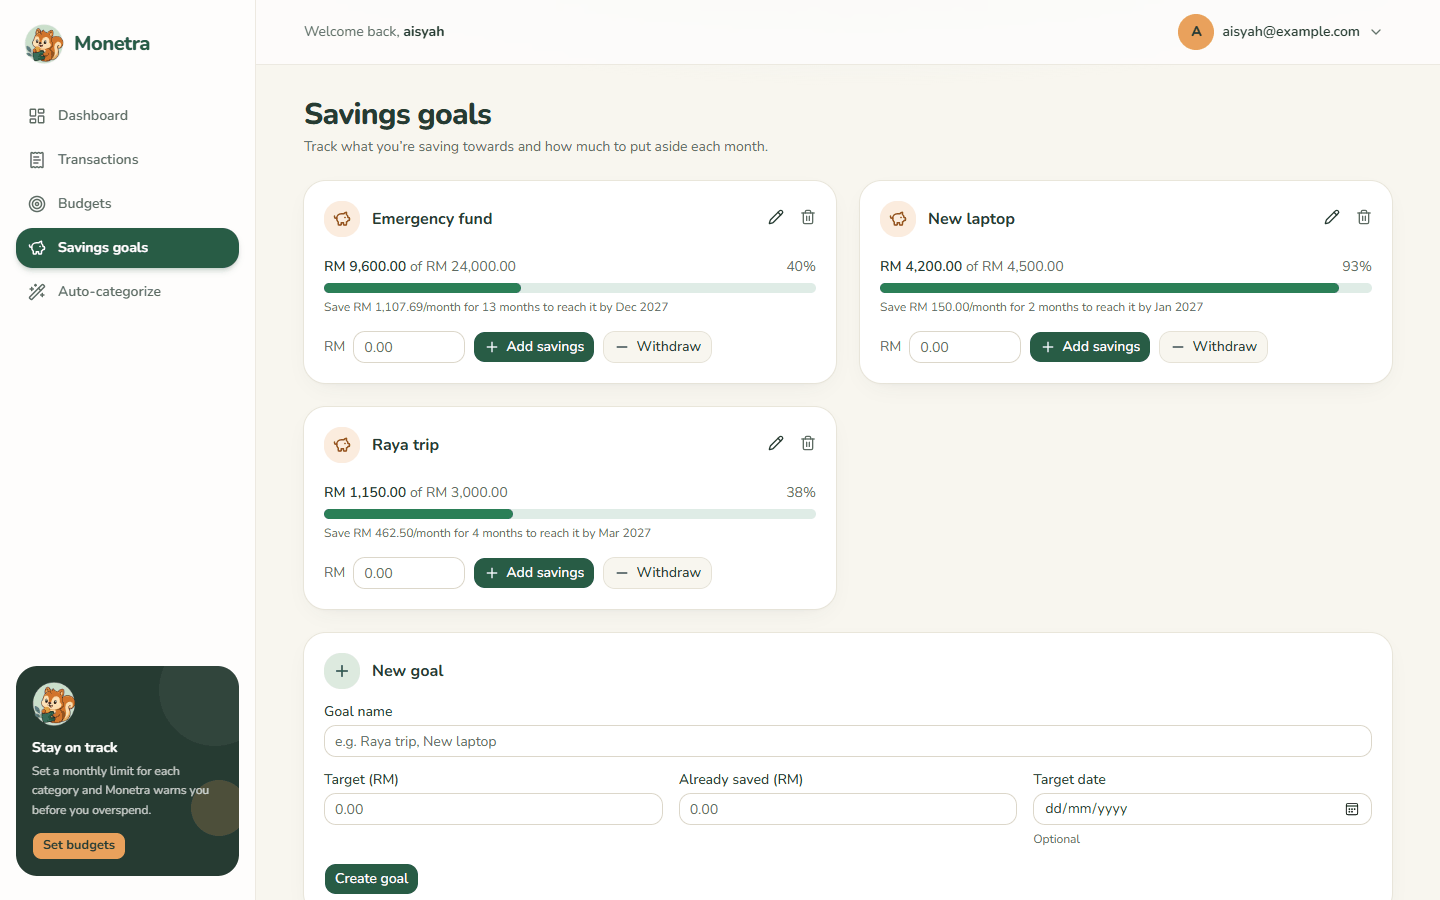 Monetra
Welcome back, aisyah
A
aisyah@example.com
Dashboard
Transactions
Budgets
Savings goals
Auto-categorize
Savings goals
Track what you're saving towards and how much to put aside each month.
Emergency fund
RM 9,600.00 of RM 24,000.00
40%
Save RM 1,107.69/month for 13 months to reach it by Dec 2027
RM
0.00
Add savings
Withdraw
New laptop
RM 4,200.00 of RM 4,500.00
93%
Save RM 150.00/month for 2 months to reach it by Jan 2027
RM
0.00
Add savings
Withdraw
Raya trip
RM 1,150.00 of RM 3,000.00
38%
Save RM 462.50/month for 4 months to reach it by Mar 2027
RM
0.00
Add savings
Withdraw
New goal
Goal name
e.g. Raya trip, New laptop
Target (RM)
0.00
Already saved (RM)
0.00
Target date
dd/mm/yyyy
Optional
Create goal
Stay on track
Set a monthly limit for each
category and Monetra warns you
before you overspend.
Set budgets